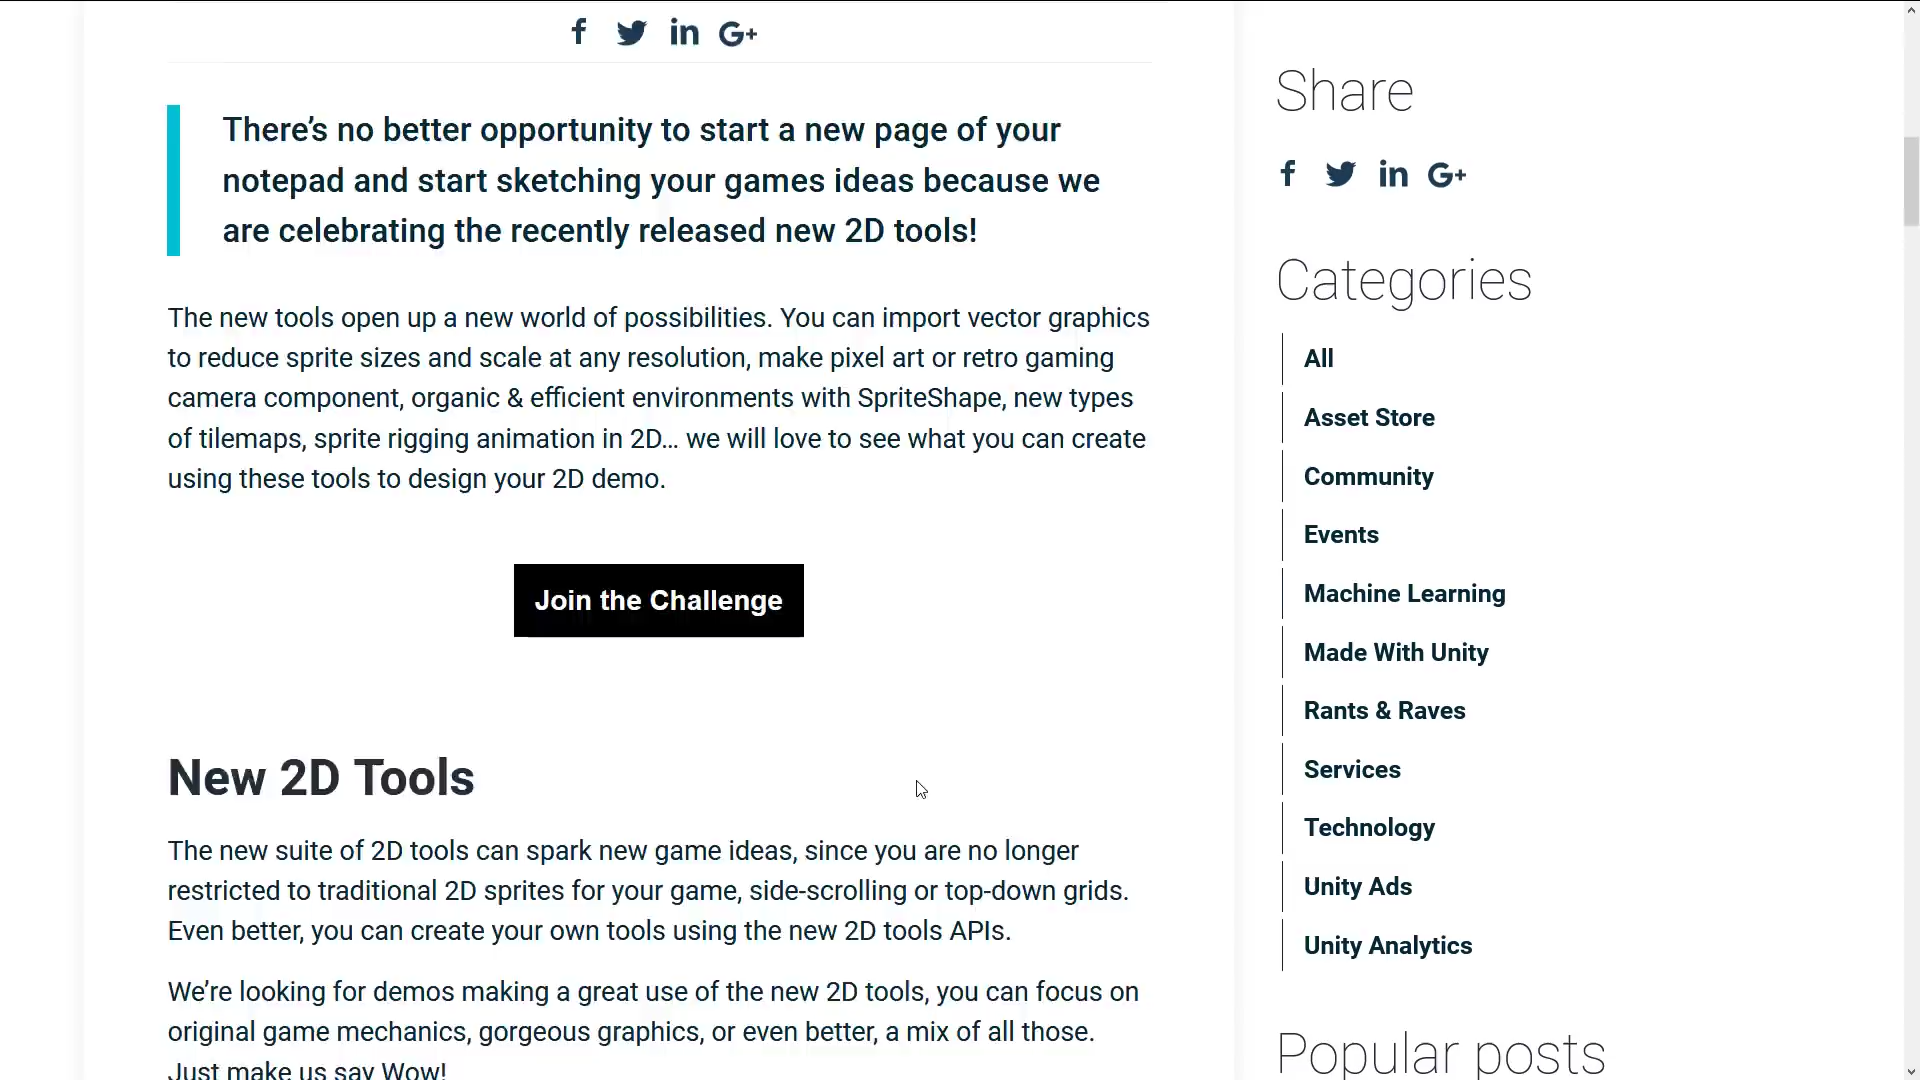 There’s no better opportunity to start a new page of your
notepad and start sketching your games ideas because we
are celebrating the recently released new 2D tools!
The new tools open up a new world of possibilities. You can import vector graphics
to reduce sprite sizes and scale at any resolution, make pixel art or retro gaming
camera component, organic & efficient environments with SpriteShape, new types
of tilemaps, sprite rigging animation in 2D… we will love to see what you can create
using these tools to design your 2D demo.
Join the Challenge
New 2D Tools
The new suite of 2D tools can spark new game ideas, since you are no longer
restricted to traditional 2D sprites for your game, side-scrolling or top-down grids.
Even better, you can create your own tools using the new 2D tools APIs.
We’re looking for demos making a great use of the new 2D tools, you can focus on
original game mechanics, gorgeous graphics, or even better, a mix of all those.
Just make us say Wow!
Share
Categories
All
Asset Store
Community
Events
Machine Learning
Made With Unity
Rants & Raves
Services
Technology
Unity Ads
Unity Analytics
Popular posts